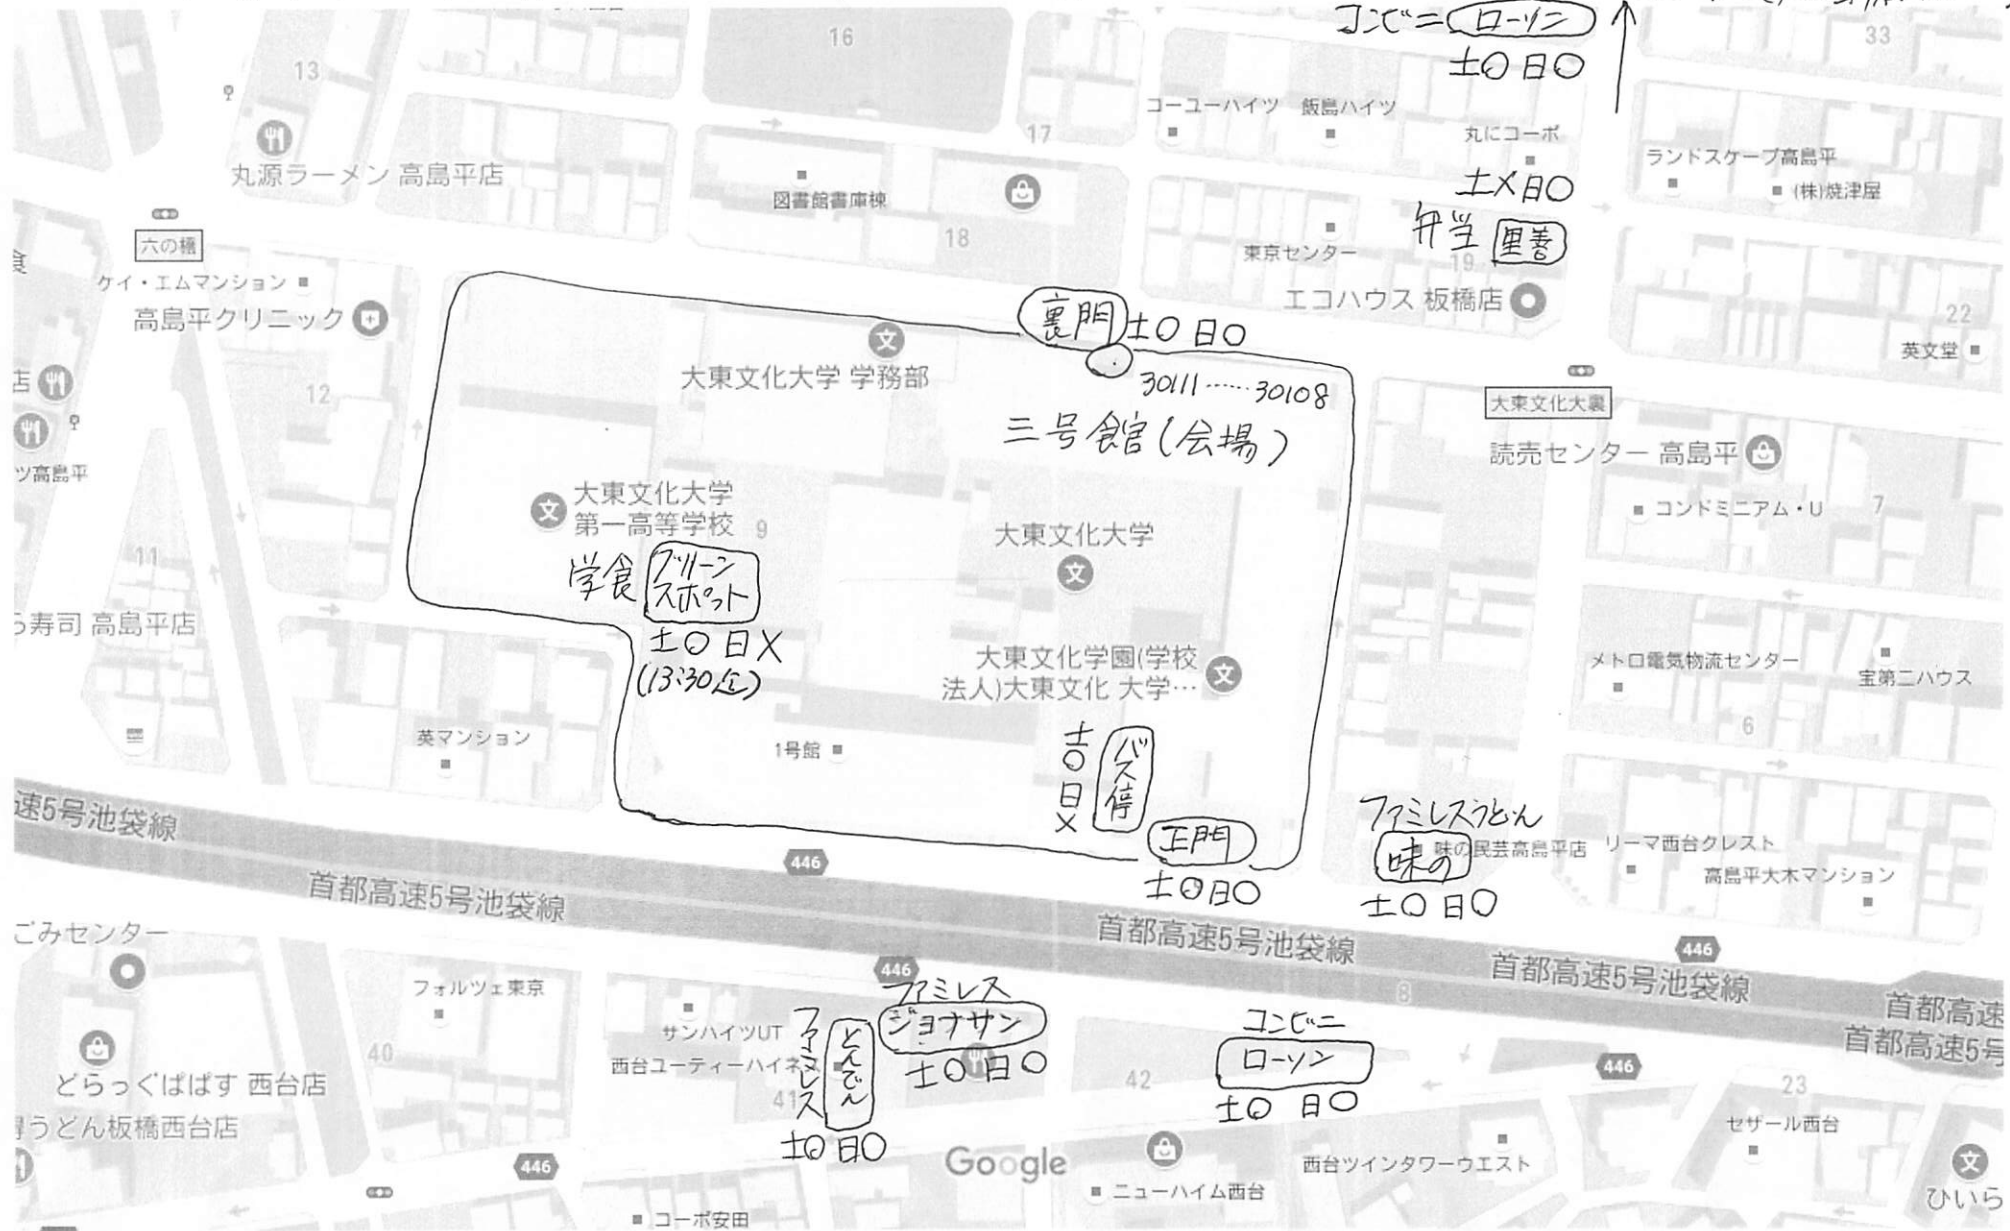 コンビニ ローソン
土○ 日○
33
16
13
17
コーユーハイツ 飯島ハイツ
丸にコーポ
ランドスケープ高島平
(株)焼津屋
丸源ラーメン 高島平店
図書館書庫棟
土×日○
弁当 里善
18
19
東京センター
六の橋
ケイ・エムマンション
高島平クリニック
エコハウス 板橋店
22
英文堂
裏門 土○ 日○
大東文化大学 学務部
30111……30108
三号館(会場)
大東文化大裏
読売センター 高島平
コンドミニアム・U
7
店
12
ツ高島平
大東文化大学
第一高等学校
9
大東文化大学
11
学食 グリーン
スポット
土○ 日×
(13:30迄)
ら寿司 高島平店
大東文化学園(学校
法人)大東文化 大学…
メトロ電気物流センター
宝第二ハウス
6
英マンション
1号館
土○日×
バス停
正門
土○日○
ファミレスうどん
味の
味の民芸高島平店
土○ 日○
リーマ西台クレスト
高島平大木マンション
速5号池袋線
446
首都高速5号池袋線
首都高速5号池袋線
446
首都高速5号池袋線
首都高速
首都高速5号
ごみセンター
446
フォルツェ東京
サンハイツUT
西台ユーティーハイネス
ファミレス
とんでん
土○ 日○
ファミレス
ジョナサン
土○ 日○
8
コンビニ
ローソン
土○ 日○
40
41
42
446
23
どらっぐぱぱす 西台店
得うどん板橋西台店
セザール西台
446
Google
西台ツインタワーウエスト
ニューハイム西台
ひいら
コーポ安田